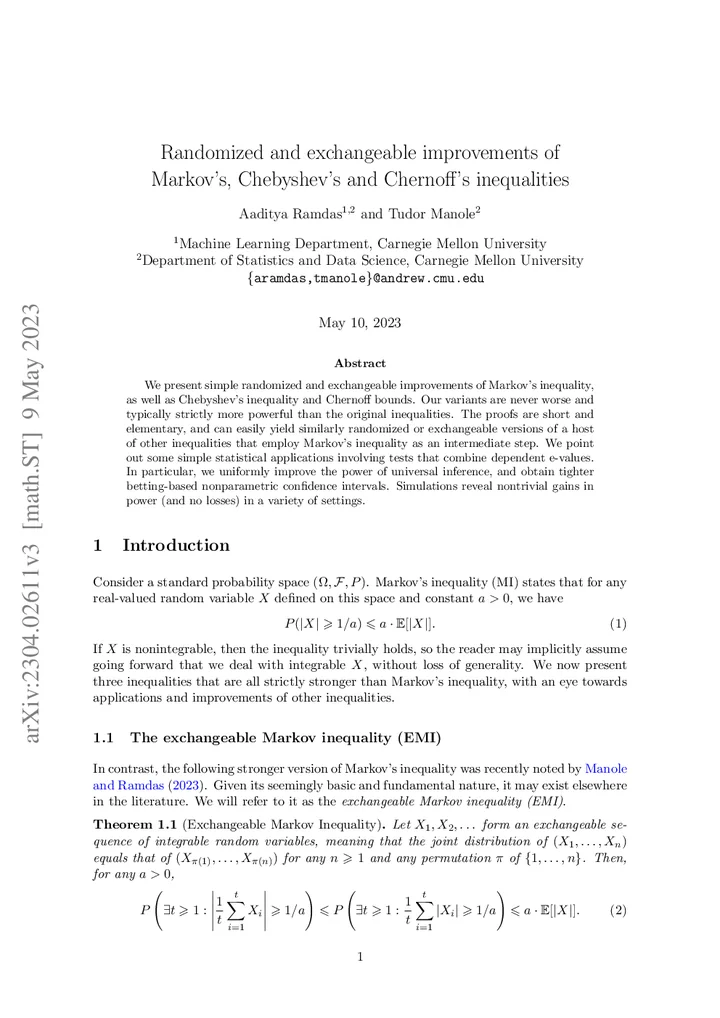 Randomized and exchangeable improvements of
Markov's, Chebyshev's and Chernoff's inequalities
Aaditya Ramdas¹,² and Tudor Manole²
¹Machine Learning Department, Carnegie Mellon University
²Department of Statistics and Data Science, Carnegie Mellon University
{aramdas,tmanole}@andrew.cmu.edu
May 10, 2023
Abstract
We present simple randomized and exchangeable improvements of Markov's inequality,
as well as Chebyshev's inequality and Chernoff bounds. Our variants are never worse and
typically strictly more powerful than the original inequalities. The proofs are short and
elementary, and can easily yield similarly randomized or exchangeable versions of a host
of other inequalities that employ Markov's inequality as an intermediate step. We point
out some simple statistical applications involving tests that combine dependent e-values.
In particular, we uniformly improve the power of universal inference, and obtain tighter
betting-based nonparametric confidence intervals. Simulations reveal nontrivial gains in
power (and no losses) in a variety of settings.
1 Introduction
Consider a standard probability space (Ω, ℱ, P). Markov's inequality (MI) states that for any
real-valued random variable X defined on this space and constant a > 0, we have
P(|X| ⩾ 1/a) ⩽ a · 𝔼[|X|]. (1)
If X is nonintegrable, then the inequality trivially holds, so the reader may implicitly assume
going forward that we deal with integrable X, without loss of generality. We now present
three inequalities that are all strictly stronger than Markov's inequality, with an eye towards
applications and improvements of other inequalities.
1.1 The exchangeable Markov inequality (EMI)
In contrast, the following stronger version of Markov's inequality was recently noted by Manole
and Ramdas (2023). Given its seemingly basic and fundamental nature, it may exist elsewhere
in the literature. We will refer to it as the exchangeable Markov inequality (EMI).
Theorem 1.1 (Exchangeable Markov Inequality). Let X₁, X₂, . . . form an exchangeable se-
quence of integrable random variables, meaning that the joint distribution of (X₁, . . . , Xₙ)
equals that of (X_π(1), . . . , X_π(n)) for any n ⩾ 1 and any permutation π of {1, . . . , n}. Then,
for any a > 0,
P (∃t ⩾ 1 : |1/t ∑_{i=1}^{t} X_i| ⩾ 1/a) ⩽ P (∃t ⩾ 1 : 1/t ∑_{i=1}^{t} |X_i| ⩾ 1/a) ⩽ a · 𝔼[|X|]. (2)
1
arXiv:2304.02611v3 [math.ST] 9 May 2023